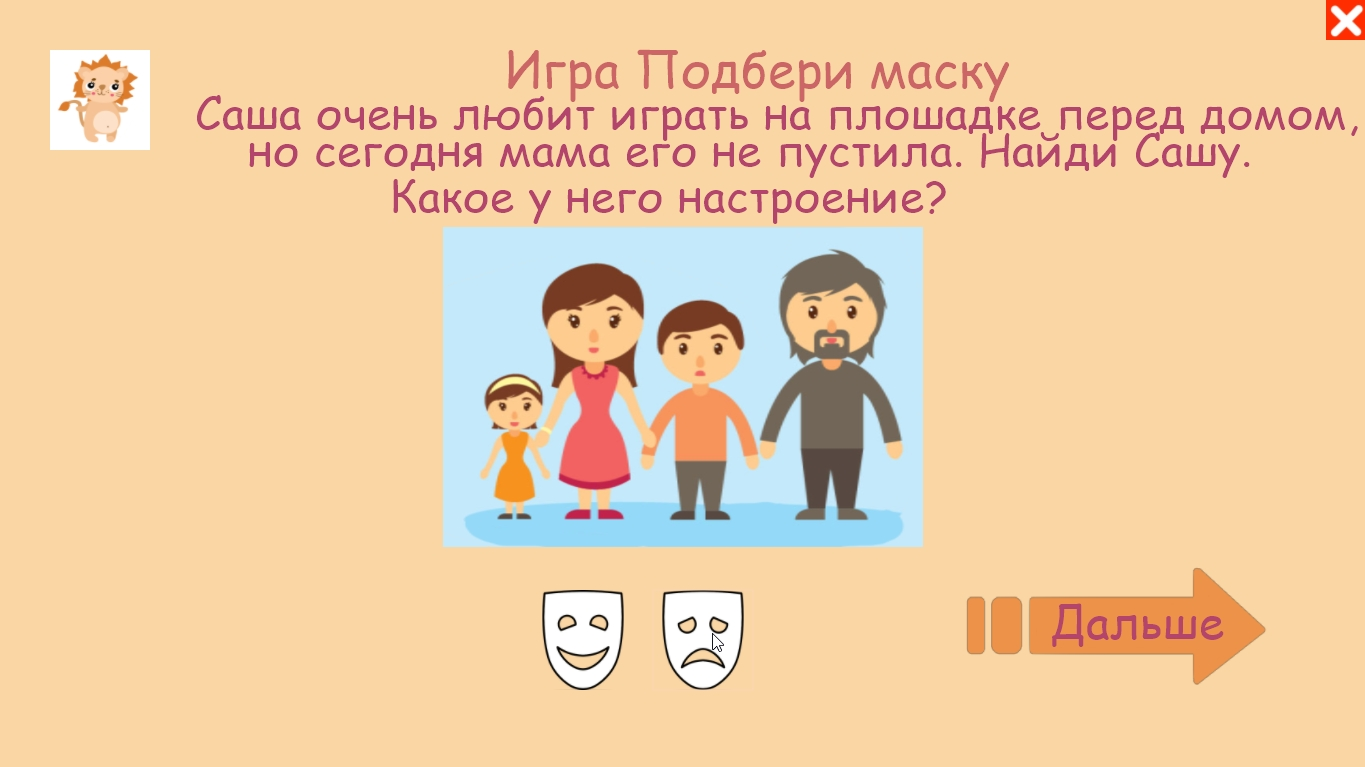 Игра Подбери маску
Саша очень любит играть на плошадке перед домом,
но сегодня мама его не пустила. Найди Сашу.
Какое у него настроение?
Дальше